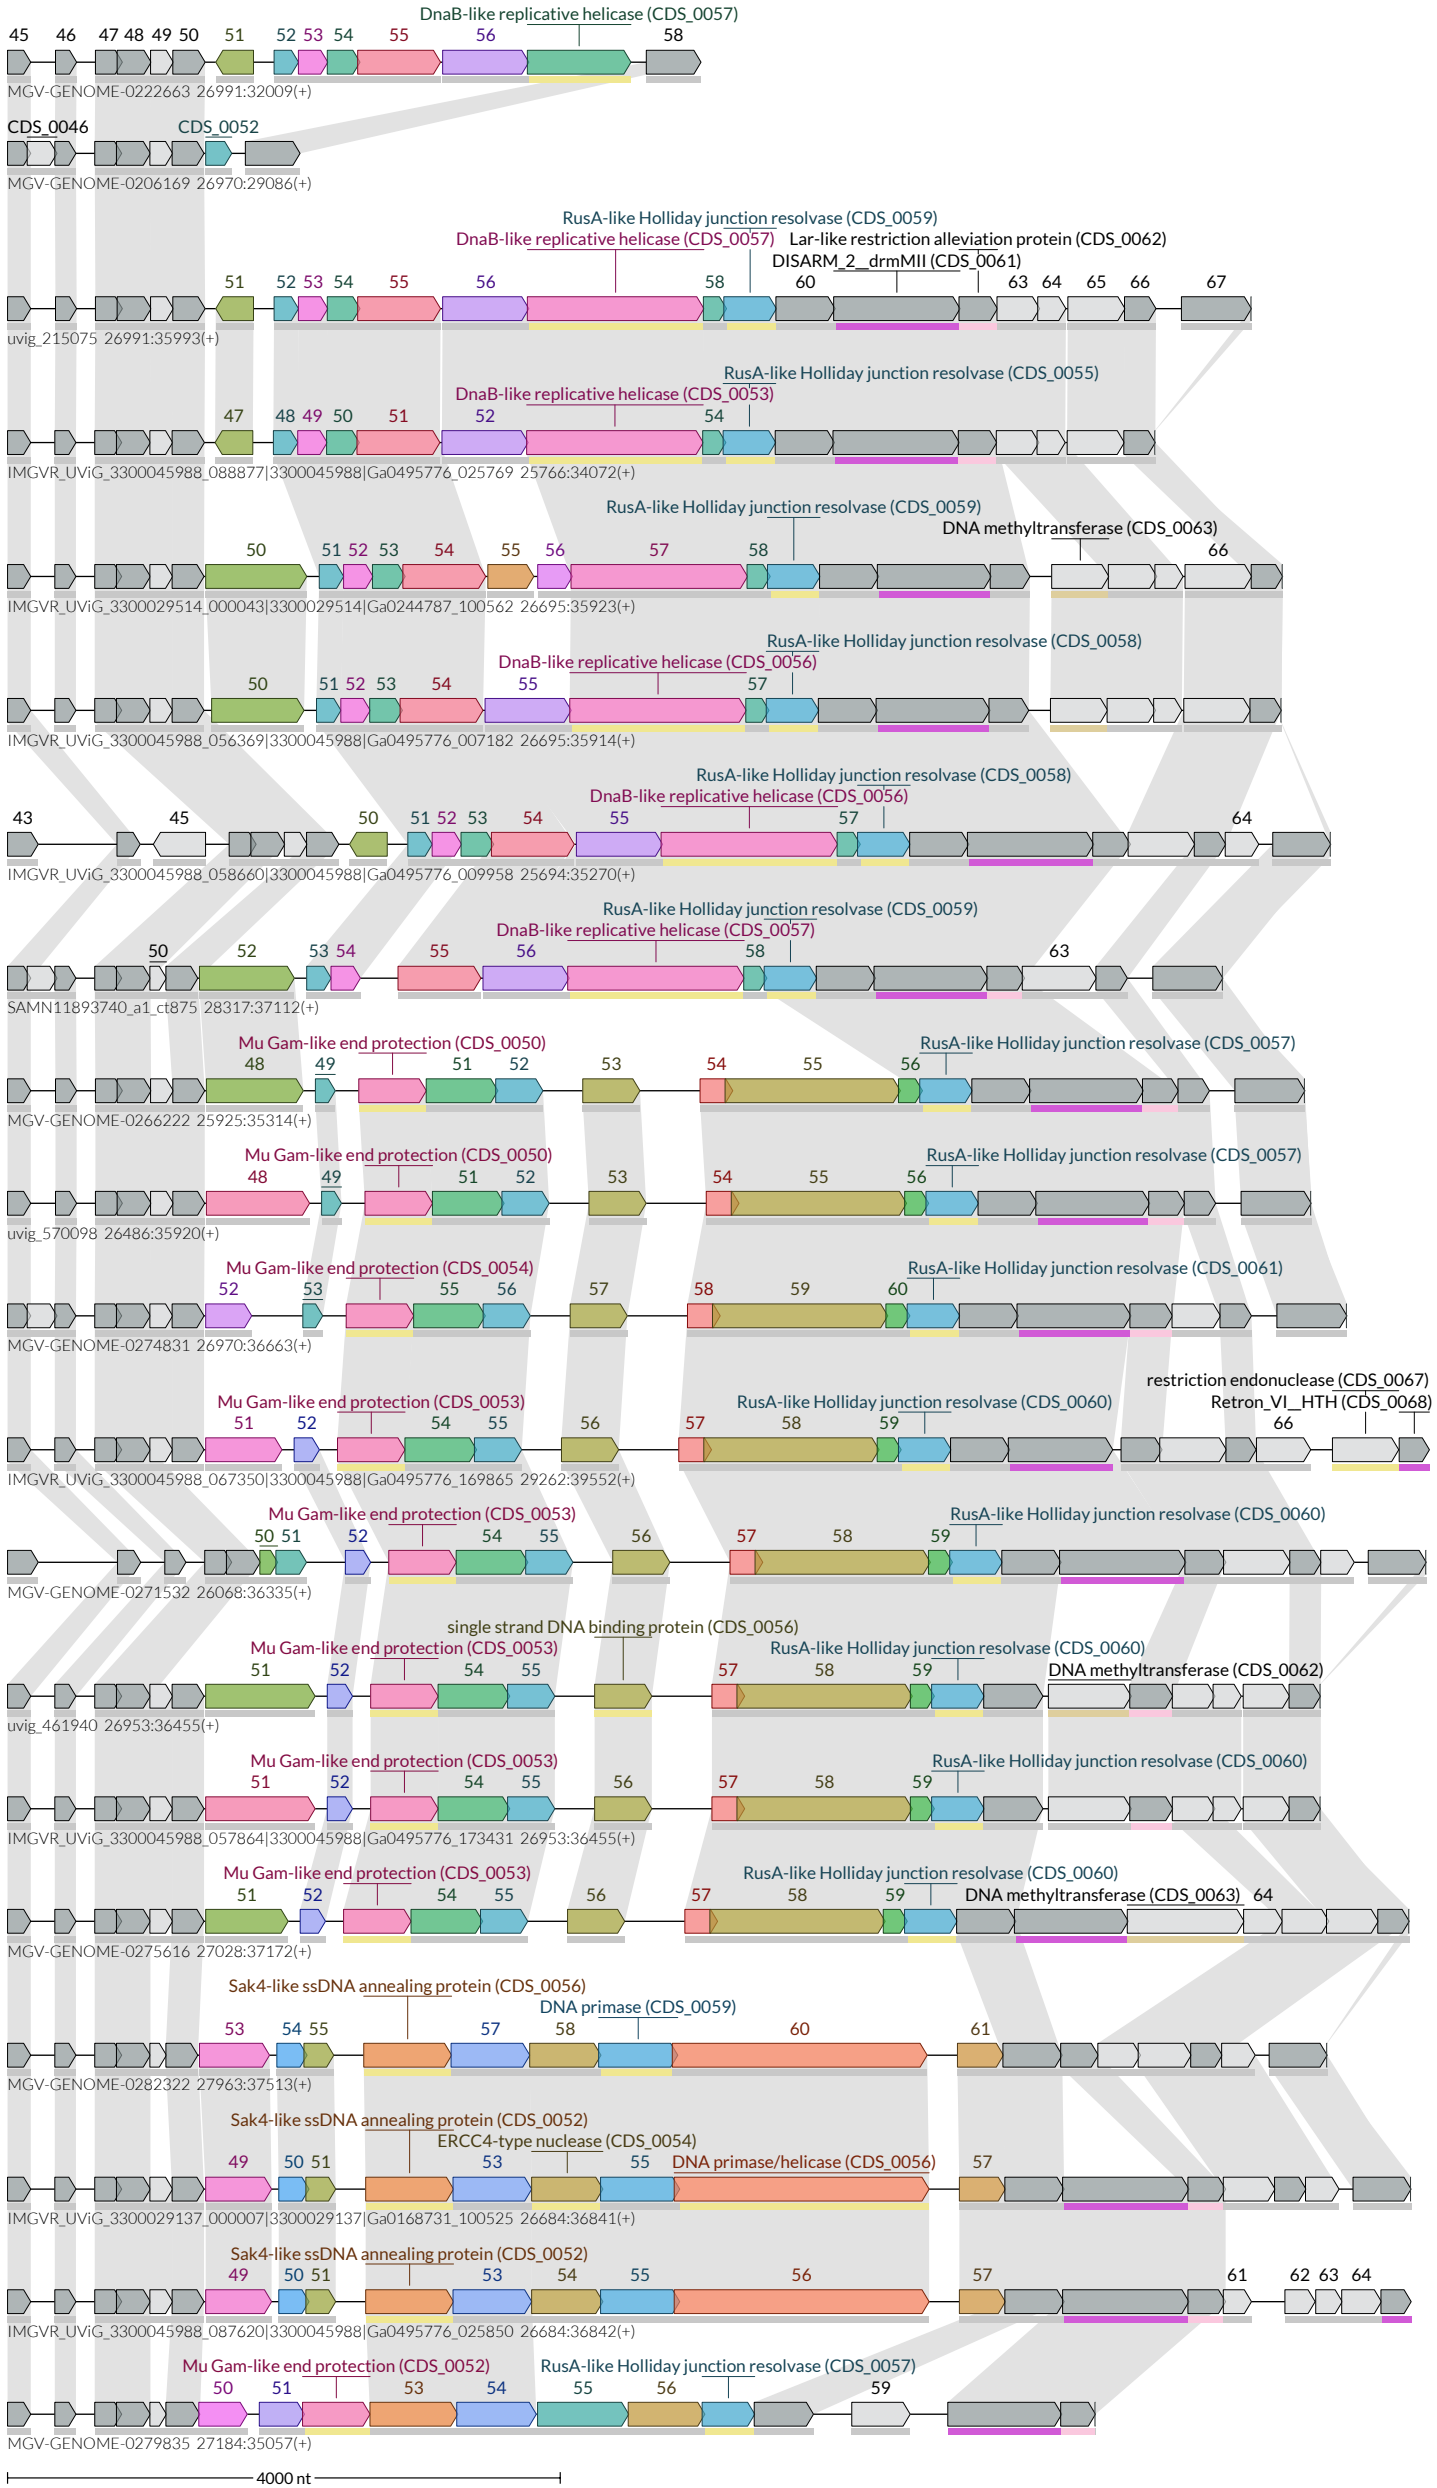 DnaB-like replicative helicase (CDS_0057)
45 46 47 48 49 50 51 52 53 54 55 56 58
MGV-GENOME-0222663 26991:32009(+)
CDS_0046 CDS_0052
MGV-GENOME-0206169 26970:29086(+)
RusA-like Holliday junction resolvase (CDS_0059)
DnaB-like replicative helicase (CDS_0057) Lar-like restriction alleviation protein (CDS_0062)
DISARM_2__drmMII (CDS_0061)
51 52 53 54 55 56 58 60 63 64 65 66 67
uvig_215075 26991:35993(+)
RusA-like Holliday junction resolvase (CDS_0055)
DnaB-like replicative helicase (CDS_0053)
47 48 49 50 51 52 54
IMGVR_UViG_3300045988_088877|3300045988|Ga0495776_025769 25766:34072(+)
RusA-like Holliday junction resolvase (CDS_0059)
DNA methyltransferase (CDS_0063)
50 51 52 53 54 55 56 57 58 66
IMGVR_UViG_3300029514_000043|3300029514|Ga0244787_100562 26695:35923(+)
RusA-like Holliday junction resolvase (CDS_0058)
DnaB-like replicative helicase (CDS_0056)
50 51 52 53 54 55 57
IMGVR_UViG_3300045988_056369|3300045988|Ga0495776_007182 26695:35914(+)
RusA-like Holliday junction resolvase (CDS_0058)
DnaB-like replicative helicase (CDS_0056)
43 45 50 51 52 53 54 55 57 64
IMGVR_UViG_3300045988_058660|3300045988|Ga0495776_009958 25694:35270(+)
RusA-like Holliday junction resolvase (CDS_0059)
DnaB-like replicative helicase (CDS_0057)
50 52 53 54 55 56 58 63
SAMN11893740_a1_ct875 28317:37112(+)
Mu Gam-like end protection (CDS_0050) RusA-like Holliday junction resolvase (CDS_0057)
48 49 51 52 53 54 55 56
MGV-GENOME-0266222 25925:35314(+)
Mu Gam-like end protection (CDS_0050) RusA-like Holliday junction resolvase (CDS_0057)
48 49 51 52 53 54 55 56
uvig_570098 26486:35920(+)
Mu Gam-like end protection (CDS_0054) RusA-like Holliday junction resolvase (CDS_0061)
52 53 55 56 57 58 59 60
MGV-GENOME-0274831 26970:36663(+)
restriction endonuclease (CDS_0067)
Mu Gam-like end protection (CDS_0053) RusA-like Holliday junction resolvase (CDS_0060) Retron_VI__HTH (CDS_0068)
51 52 54 55 56 57 58 59 66
IMGVR_UViG_3300045988_067350|3300045988|Ga0495776_169865 29262:39552(+)
Mu Gam-like end protection (CDS_0053) RusA-like Holliday junction resolvase (CDS_0060)
50 51 52 54 55 56 57 58 59
MGV-GENOME-0271532 26068:36335(+)
single strand DNA binding protein (CDS_0056)
Mu Gam-like end protection (CDS_0053) RusA-like Holliday junction resolvase (CDS_0060)
51 52 54 55 57 58 59 DNA methyltransferase (CDS_0062)
uvig_461940 26953:36455(+)
Mu Gam-like end protection (CDS_0053) RusA-like Holliday junction resolvase (CDS_0060)
51 52 54 55 56 57 58 59
IMGVR_UViG_3300045988_057864|3300045988|Ga0495776_173431 26953:36455(+)
Mu Gam-like end protection (CDS_0053) RusA-like Holliday junction resolvase (CDS_0060)
51 52 54 55 56 57 58 59 DNA methyltransferase (CDS_0063) 64
MGV-GENOME-0275616 27028:37172(+)
Sak4-like ssDNA annealing protein (CDS_0056)
DNA primase (CDS_0059)
53 54 55 57 58 60 61
MGV-GENOME-0282322 27963:37513(+)
Sak4-like ssDNA annealing protein (CDS_0052)
ERCC4-type nuclease (CDS_0054)
49 50 51 53 55 DNA primase/helicase (CDS_0056) 57
IMGVR_UViG_3300029137_000007|3300029137|Ga0168731_100525 26684:36841(+)
Sak4-like ssDNA annealing protein (CDS_0052)
49 50 51 53 54 55 56 57 61 62 63 64
IMGVR_UViG_3300045988_087620|3300045988|Ga0495776_025850 26684:36842(+)
Mu Gam-like end protection (CDS_0052) RusA-like Holliday junction resolvase (CDS_0057)
50 51 53 54 55 56 59
MGV-GENOME-0279835 27184:35057(+)
4000 nt